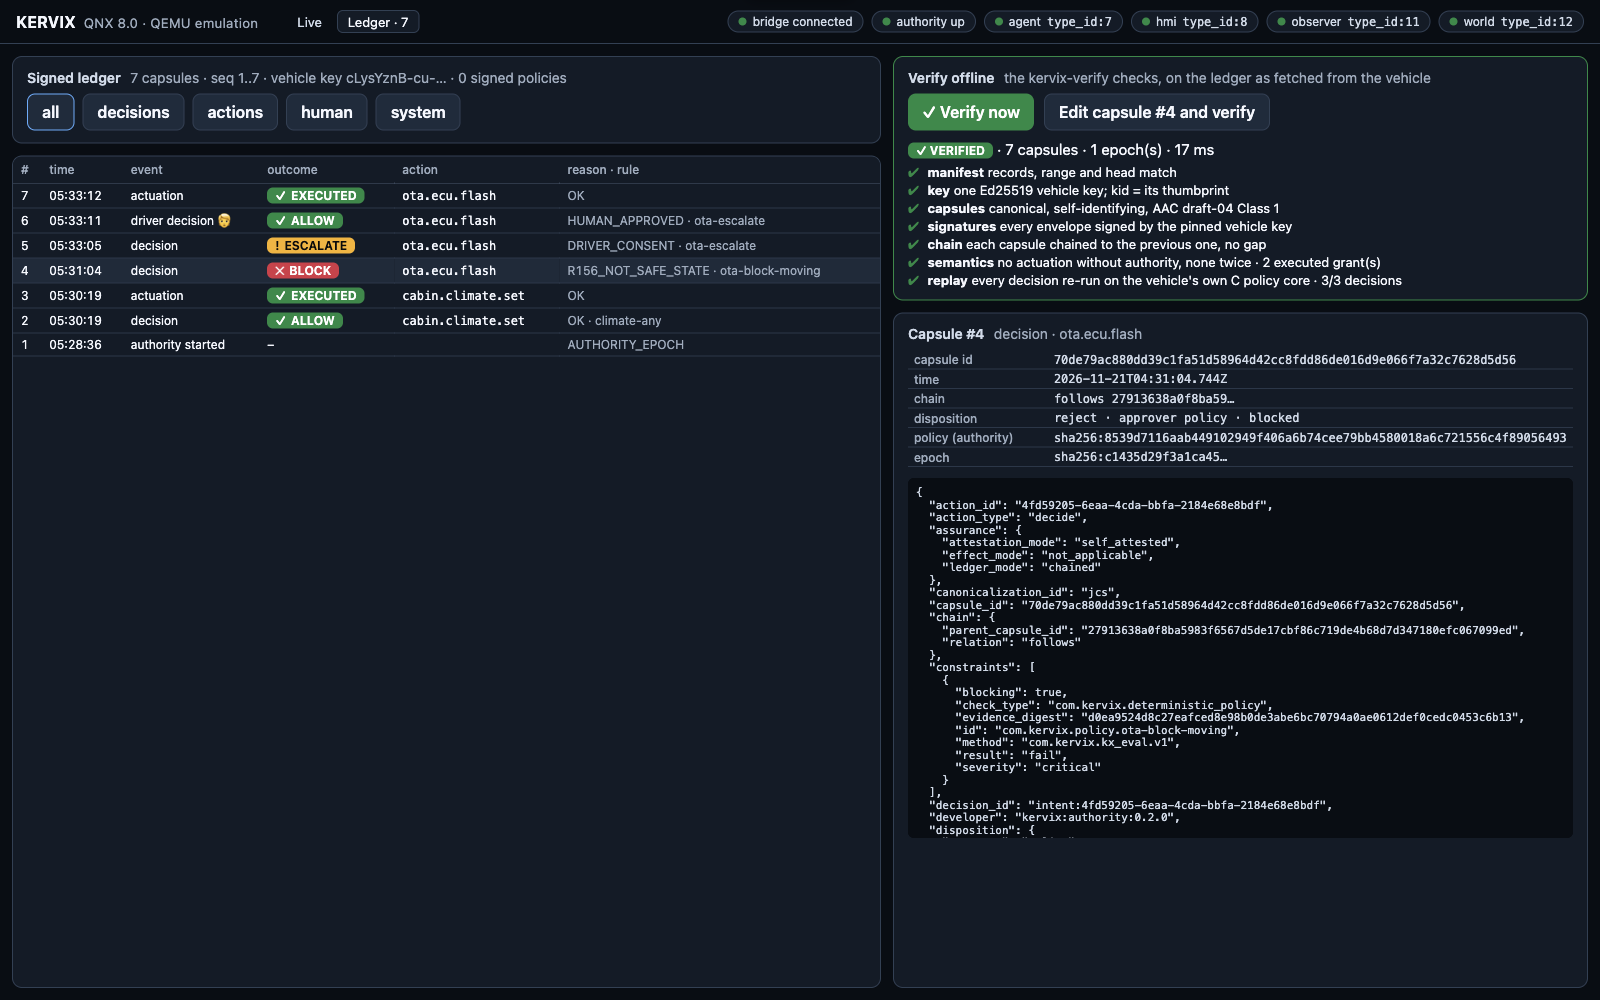 KERVIX QNX 8.0 · QEMU emulation Live Ledger · 7 bridge connected authority up agent type_id:7 hmi type_id:8 observer type_id:11 world type_id:12
Signed ledger 7 capsules · seq 1..7 · vehicle key cLysYznB-cu-… · 0 signed policies
all decisions actions human system
# time event outcome action reason · rule
7 05:33:12 actuation ✓ EXECUTED ota.ecu.flash OK
6 05:33:11 driver decision ✓ ALLOW ota.ecu.flash HUMAN_APPROVED · ota-escalate
5 05:33:05 decision ! ESCALATE ota.ecu.flash DRIVER_CONSENT · ota-escalate
4 05:31:04 decision ✕ BLOCK ota.ecu.flash R156_NOT_SAFE_STATE · ota-block-moving
3 05:30:19 actuation ✓ EXECUTED cabin.climate.set OK
2 05:30:19 decision ✓ ALLOW cabin.climate.set OK · climate-any
1 05:28:36 authority started – AUTHORITY_EPOCH
Verify offline the kervix-verify checks, on the ledger as fetched from the vehicle
✓ Verify now Edit capsule #4 and verify
✓ VERIFIED · 7 capsules · 1 epoch(s) · 17 ms
✓ manifest records, range and head match
✓ key one Ed25519 vehicle key; kid = its thumbprint
✓ capsules canonical, self-identifying, AAC draft-04 Class 1
✓ signatures every envelope signed by the pinned vehicle key
✓ chain each capsule chained to the previous one, no gap
✓ semantics no actuation without authority, none twice · 2 executed grant(s)
✓ replay every decision re-run on the vehicle's own C policy core · 3/3 decisions
Capsule #4 decision · ota.ecu.flash
capsule id 70de79ac880dd39c1fa51d58964d42cc8fdd86de016d9e066f7a32c7628d5d56
time 2026-11-21T04:31:04.744Z
chain follows 27913638a0f8ba59…
disposition reject · approver policy · blocked
policy (authority) sha256:8539d7116aab449102949f406a6b74cee79bb4580018a6c721556c4f89056493
epoch sha256:c1435d29f3a1ca45…
{
"action_id": "4fd59205-6eaa-4cda-bbfa-2184e68e8bdf",
"action_type": "decide",
"assurance": {
"attestation_mode": "self_attested",
"effect_mode": "not_applicable",
"ledger_mode": "chained"
},
"canonicalization_id": "jcs",
"capsule_id": "70de79ac880dd39c1fa51d58964d42cc8fdd86de016d9e066f7a32c7628d5d56",
"chain": {
"parent_capsule_id": "27913638a0f8ba5983f6567d5de17cbf86c719de4b68d7d347180efc067099ed",
"relation": "follows"
},
"constraints": [
{
"blocking": true,
"check_type": "com.kervix.deterministic_policy",
"evidence_digest": "d0ea9524d8c27eafced8e98b0de3abe6bc70794a0ae0612def0cedc0453c6b13",
"id": "com.kervix.policy.ota-block-moving",
"method": "com.kervix.kx_eval.v1",
"result": "fail",
"severity": "critical"
}
],
"decision_id": "intent:4fd59205-6eaa-4cda-bbfa-2184e68e8bdf",
"developer": "kervix:authority:0.2.0",
"disposition": {